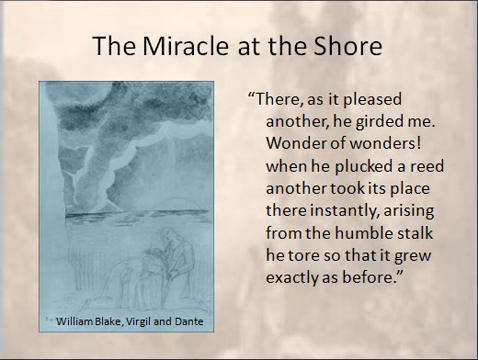 The Miracle at the Shore
“There, as it pleased
another, he girded me.
Wonder of wonders!
when he plucked a reed
another took its place
there instantly, arising
from the humble stalk
he tore so that it grew
exactly as before.”
William Blake, Virgil and Dante